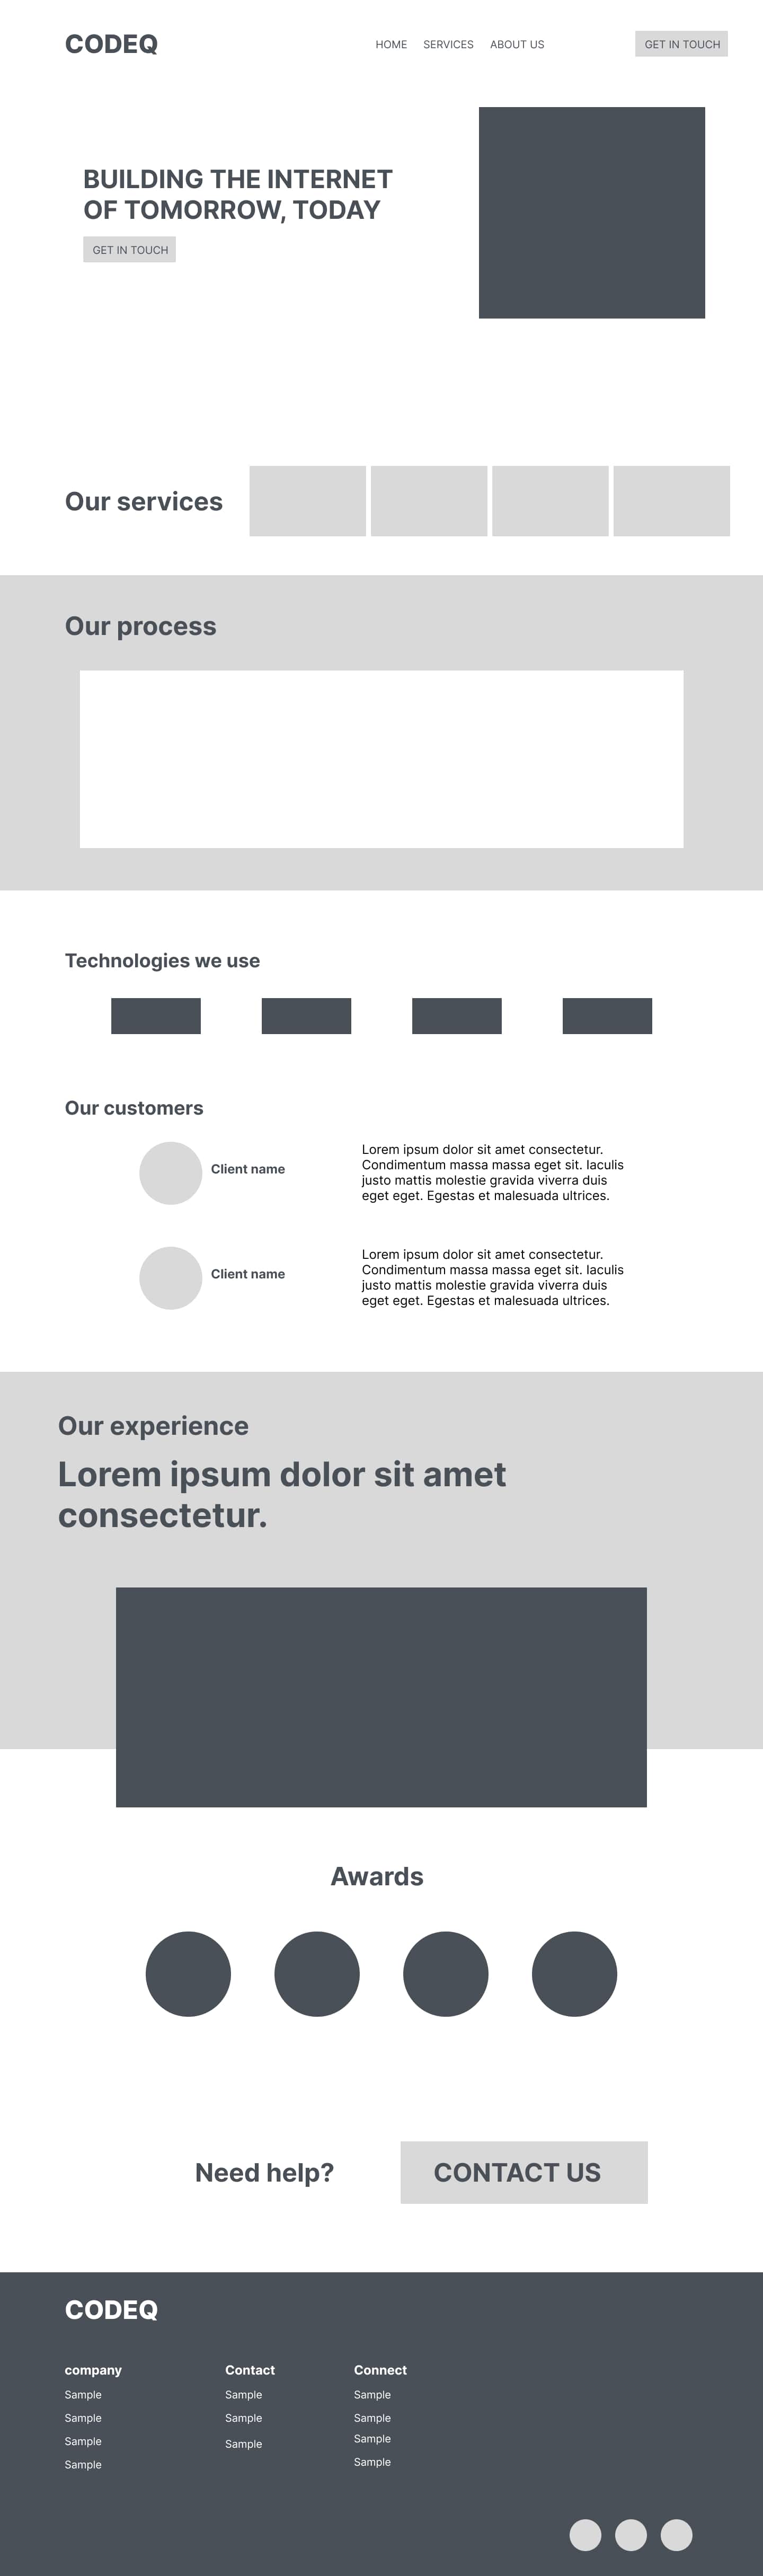 CODEQ
HOME SERVICES ABOUT US
GET IN TOUCH
BUILDING THE INTERNET
OF TOMORROW, TODAY
GET IN TOUCH
Our services
Our process
Technologies we use
Our customers
Client name
Lorem ipsum dolor sit amet consectetur.
Condimentum massa massa eget sit. Iaculis
justo mattis molestie gravida viverra duis
eget eget. Egestas et malesuada ultrices.
Client name
Lorem ipsum dolor sit amet consectetur.
Condimentum massa massa eget sit. Iaculis
justo mattis molestie gravida viverra duis
eget eget. Egestas et malesuada ultrices.
Our experience
Lorem ipsum dolor sit amet
consectetur.
Awards
Need help?
CONTACT US
CODEQ
company
Sample
Sample
Sample
Sample
Contact
Sample
Sample
Sample
Connect
Sample
Sample
Sample
Sample